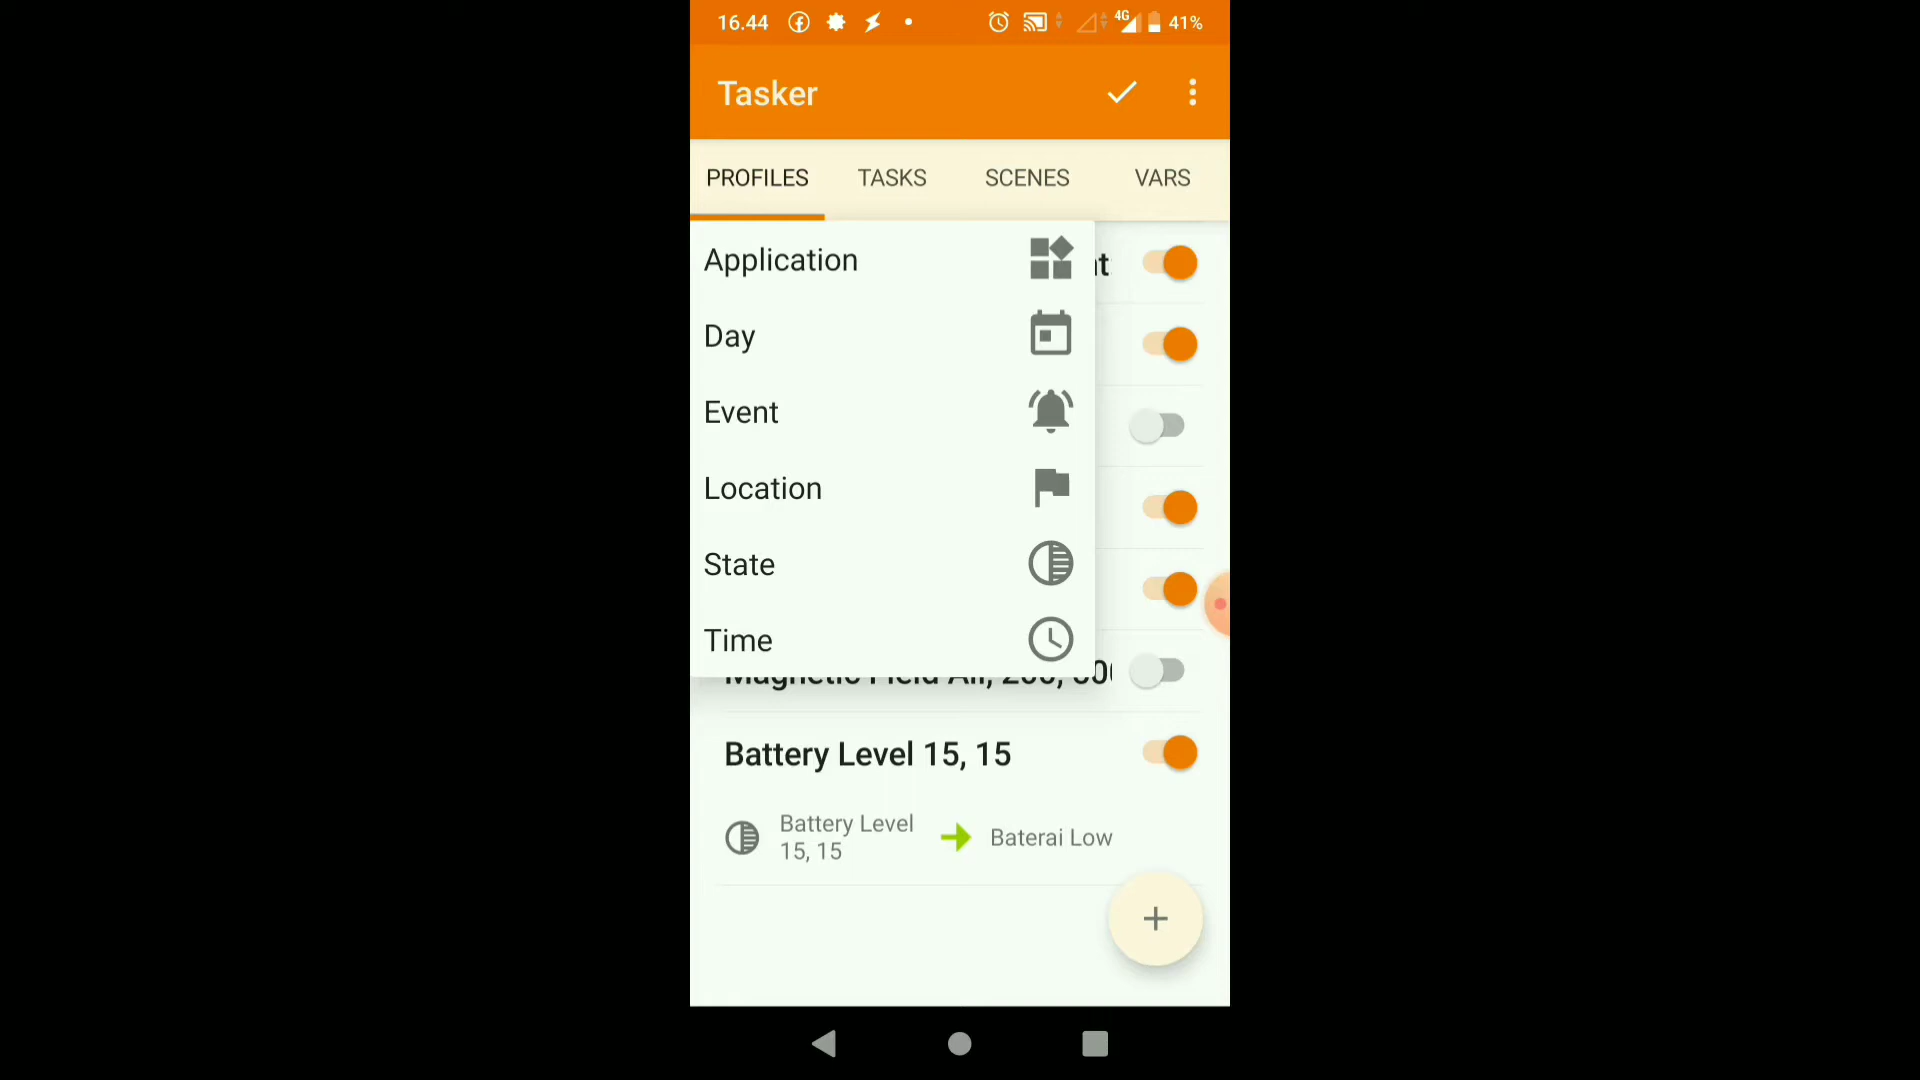 16.44 4G 41%
Tasker
PROFILES TASKS SCENES VARS
Application
Day
Event
Location
State
Time
Battery Level 15, 15
Battery Level
15, 15
Baterai Low
+